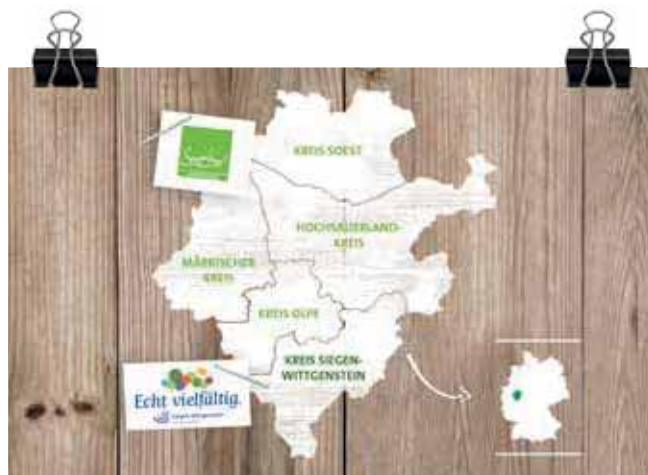 KREIS SOEST
HOCHSAUERLAND-
KREIS
MÄRKISCHER
KREIS
KREIS OLPE
KREIS SIEGEN-
WITTGENSTEIN
Echt vielfältig.